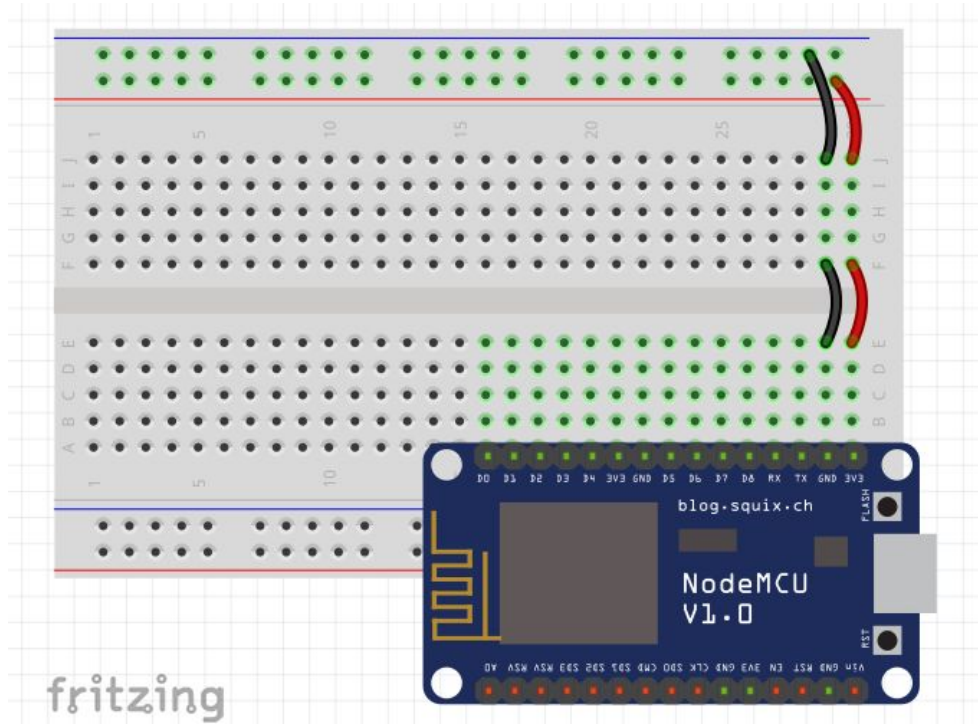 1 5 10 15 20 25
J J
I I
H H
G G
F F
E E
D D
C C
B B
A
1 5 10
D0 D1 D2 D3 D4 3V3 GND D5 D6 D7 D8 RX TX GND 3V3
blog.squix.ch
FLASH
NodeMCU
V1.0
RST
A0 RSV RSV SD3 SD2 SD1 CMD SD0 CLK GND 3V3 EN RST GND Vin
fritzing